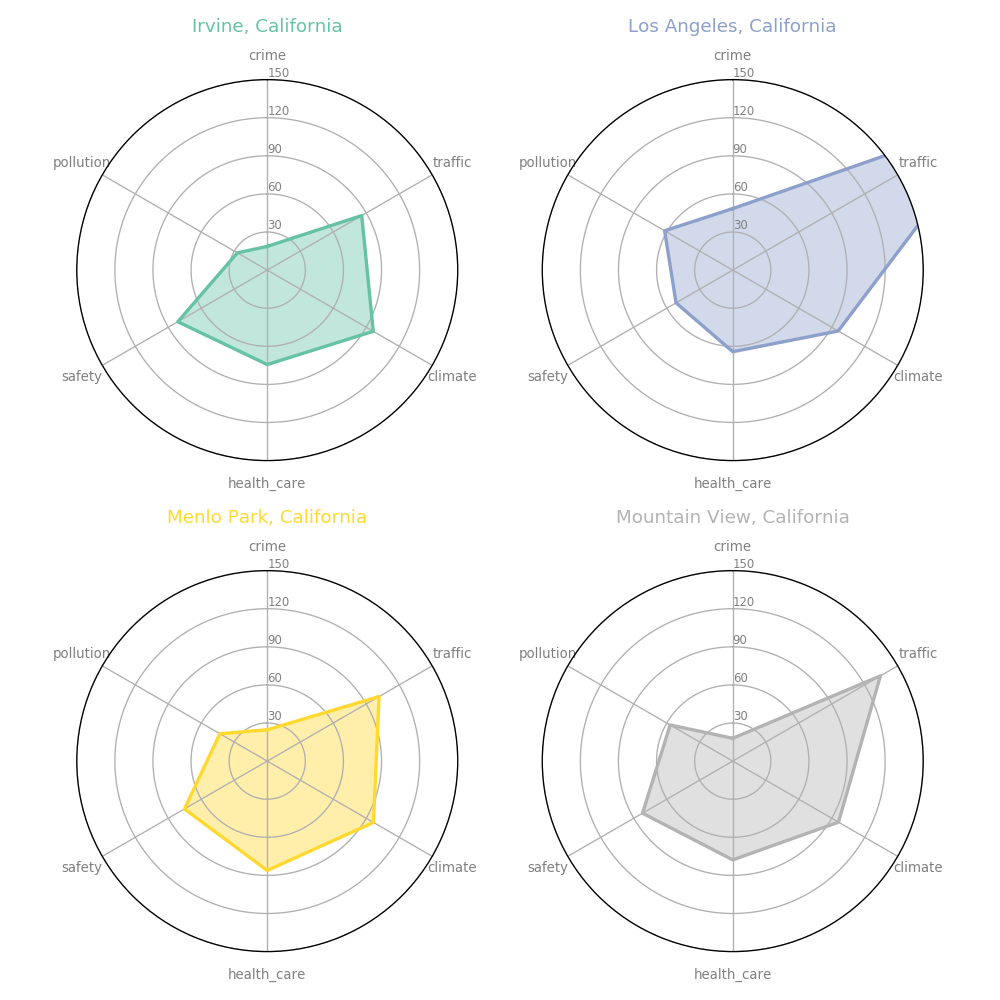 Irvine, California
crime
150
120
90
60
30
traffic
pollution
safety
climate
health_care
Los Angeles, California
crime
150
120
90
60
30
traffic
pollution
safety
climate
health_care
Menlo Park, California
crime
150
120
90
60
30
traffic
pollution
safety
climate
health_care
Mountain View, California
crime
150
120
90
60
30
traffic
pollution
safety
climate
health_care